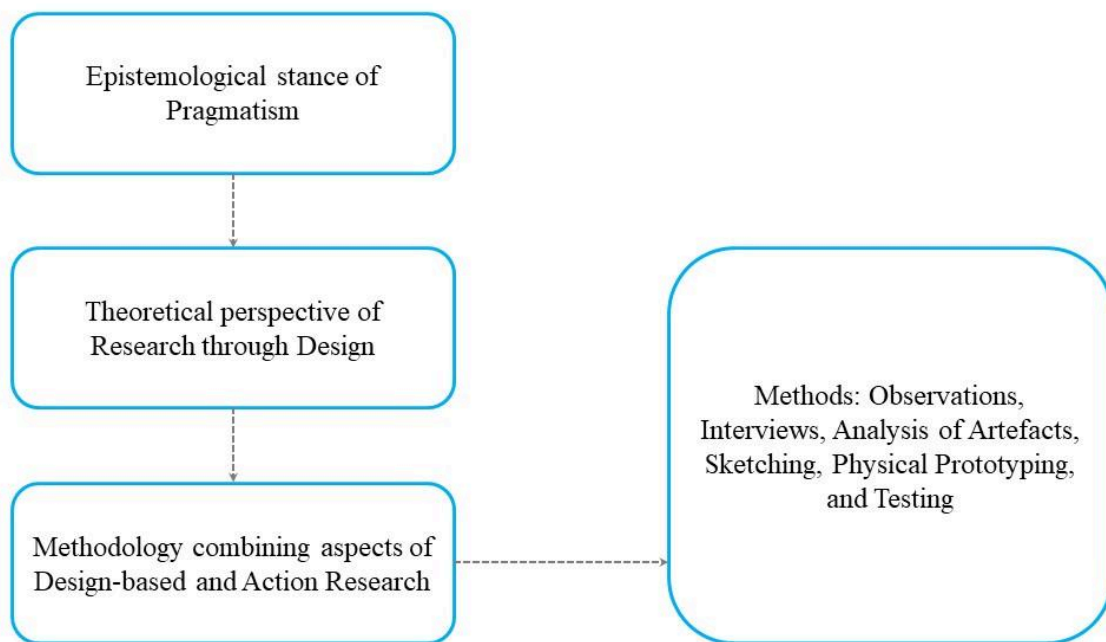 Epistemological stance of
Pragmatism
Theoretical perspective of
Research through Design
Methodology combining aspects of
Design-based and Action Research
Methods: Observations,
Interviews, Analysis of Artefacts,
Sketching, Physical Prototyping,
and Testing